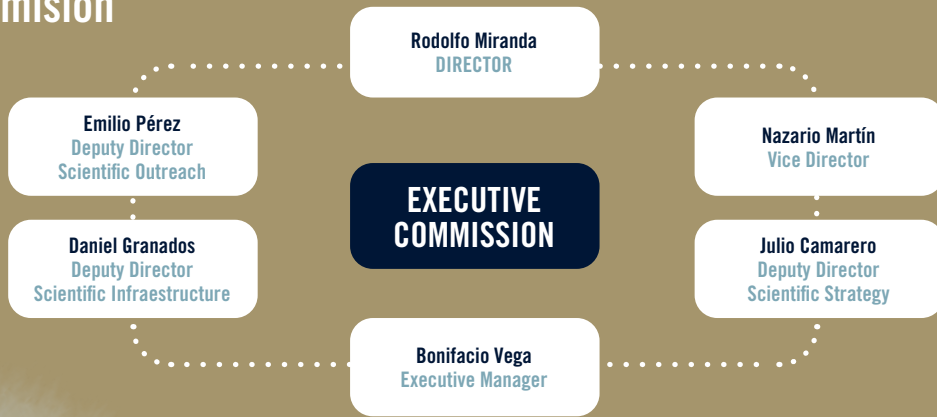 mision
Rodolfo Miranda
DIRECTOR
Emilio Pérez
Deputy Director
Scientific Outreach
Nazario Martín
Vice Director
EXECUTIVE
COMMISSION
Daniel Granados
Deputy Director
Scientific Infraestructure
Julio Camarero
Deputy Director
Scientific Strategy
Bonifacio Vega
Executive Manager